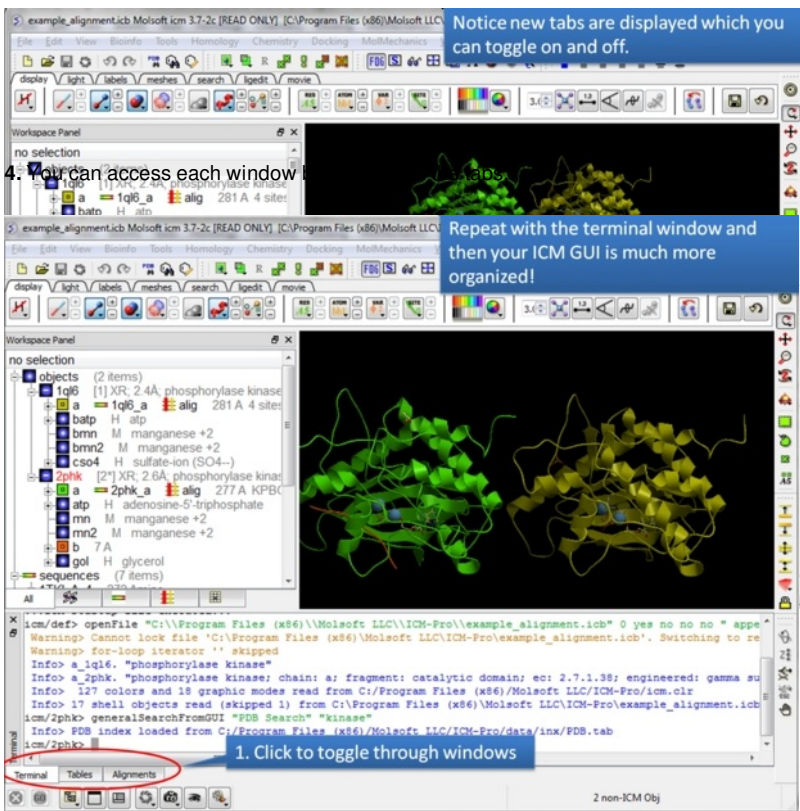 example_alignment.icb Molsoft icm 3.7-2c [READ ONLY] [C:\Program Files (x86)\Molsoft LLC\
Notice new tabs are displayed which you
can toggle on and off.
File Edit View Bioinfo Tools Homology Chemistry Docking MolMechanics
display light labels meshes search ligedit movie
Workspace Panel
no selection
objects (2 items)
4. You can access each window tabs
1ql6 [1] XR; 2.4A, phosphorylase kinase
a 1ql6_a alig 281 A 4 sites
batp H atp
example_alignment.icb Molsoft icm 3.7-2c [READ ONLY] [C:\Program Files (x86)\Molsoft LLC\
Repeat with the terminal window and
then your ICM GUI is much more
organized!
File Edit View Bioinfo Tools Homology Chemistry Docking MolMechanics
display light labels meshes search ligedit movie
Workspace Panel
no selection
objects (2 items)
1ql6 [1] XR; 2.4Å; phosphorylase kinase
a 1ql6_a alig 281 A 4 sites
batp H atp
bmn M manganese +2
bmn2 M manganese +2
cso4 H sulfate-ion (SO4--)
2phk [2*] XR; 2.6Å; phosphorylase kinas
a 2phk_a alig 277 A KPBG
atp H adenosine-5'-triphosphate
mn M manganese +2
mn2 M manganese +2
b 7 A
gol H glycerol
sequences (7 items)
All
icm/def> openFile "C:\\Program Files (x86)\\Molsoft LLC\\ICM-Pro\\example_alignment.icb" 0 yes no no no " appe
Warning> Cannot lock file 'C:\Program Files (x86)\Molsoft LLC\ICM-Pro\example_alignment.icb'. Switching to re
Warning> for-loop iterator '' skipped
Info> a_1ql6. "phosphorylase kinase"
Info> a_2phk. "phosphorylase kinase; chain: a; fragment: catalytic domain; ec: 2.7.1.38; engineered: gamma su
Info> 127 colors and 18 graphic modes read from C:/Program Files (x86)/Molsoft LLC/ICM-Pro/icm.clr
Info> 17 shell objects read (skipped 1) from C:\Program Files (x86)\Molsoft LLC\ICM-Pro\example_alignment.icb
icm/2phk> generalSearchFromGUI "PDB Search" "kinase"
Info> PDB index loaded from C:/Program Files (x86)/Molsoft LLC/ICM-Pro/data/inx/PDB.tab
icm/2phk>
Terminal
1. Click to toggle through windows
Terminal Tables Alignments
2 non-ICM Obj